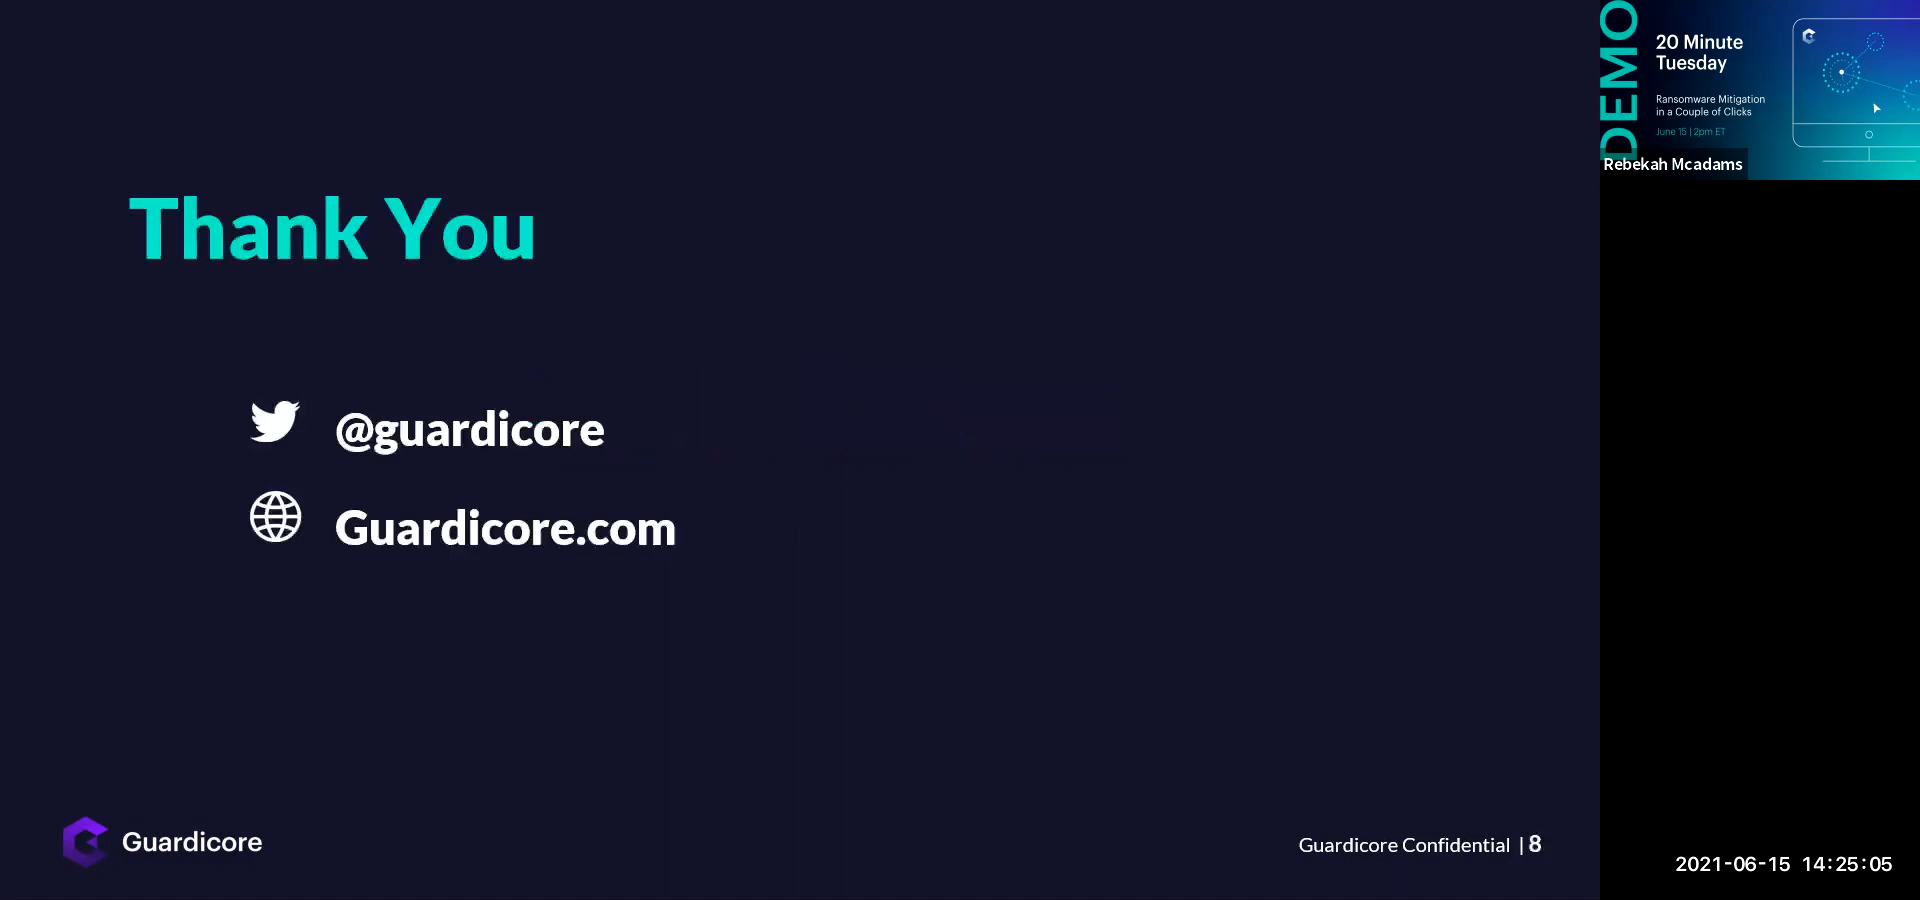 Thank You
@guardicore
Guardicore.com
Guardicore
Guardicore Confidential | 8
DEMO
20 Minute
Tuesday
Ransomware Mitigation
in a Couple of Clicks
June 15 | 2pm ET
Rebekah Mcadams
2021-06-15 14:25:05